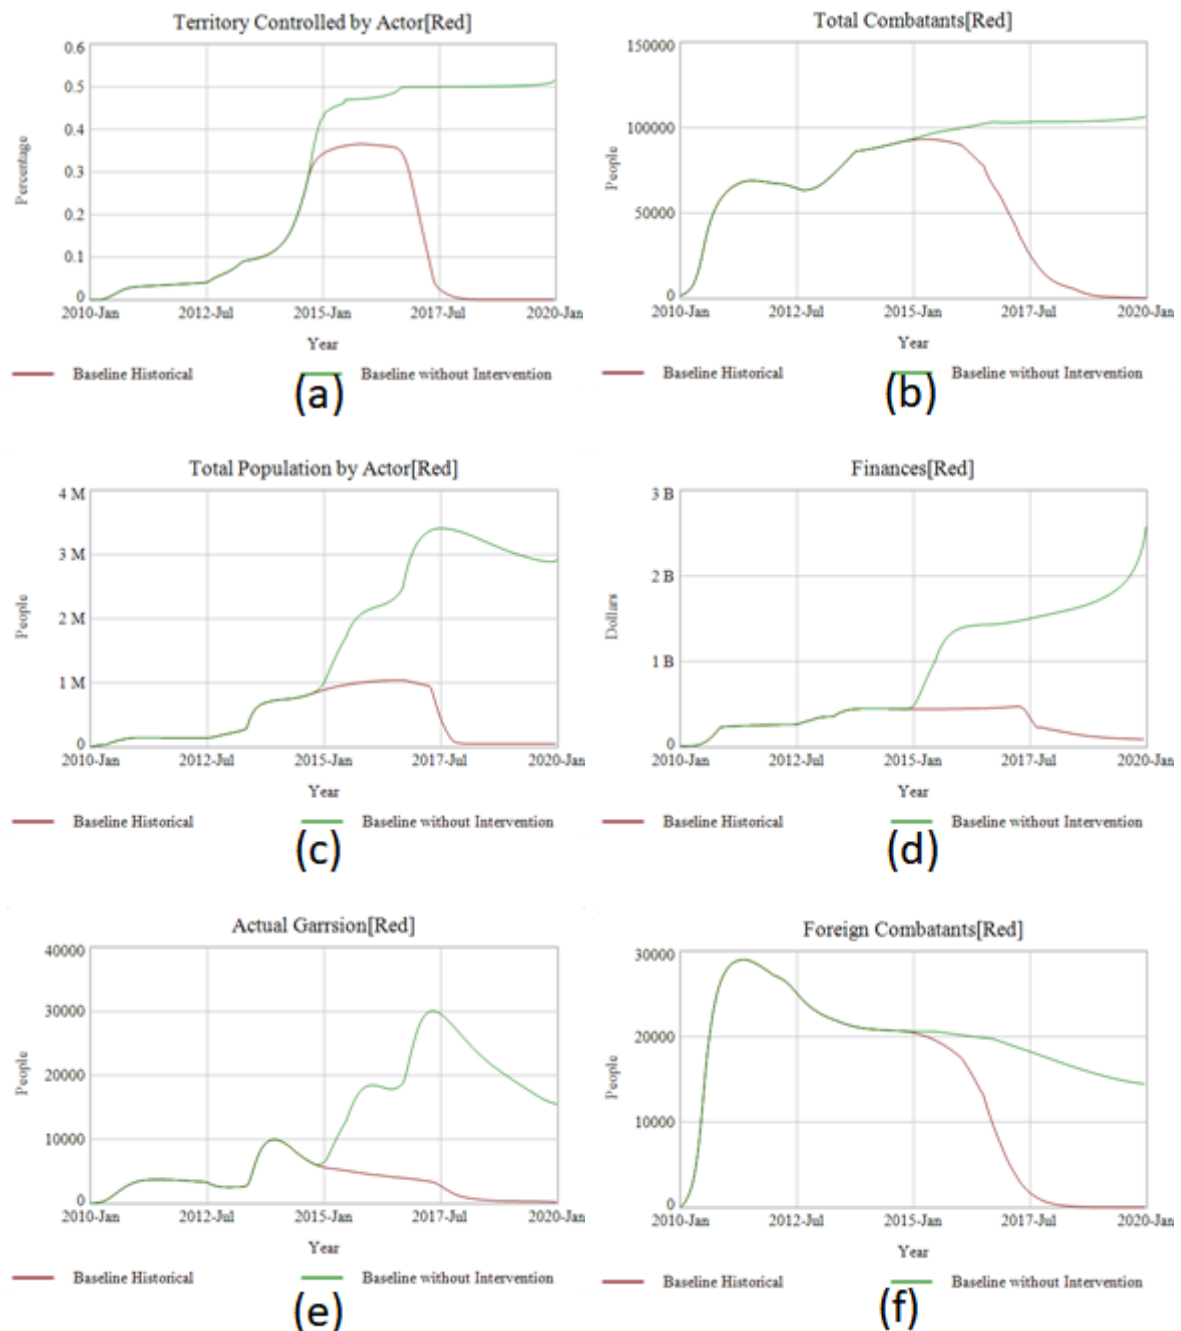 Territory Controlled by Actor[Red]
0.6
0.5
0.4
0.3
0.2
0.1
0
Percentage
2010-Jan 2012-Jul 2015-Jan 2017-Jul 2020-Jan
Year
Baseline Historical Baseline without Intervention
(a)
Total Combatants[Red]
150000
100000
50000
0
People
2010-Jan 2012-Jul 2015-Jan 2017-Jul 2020-Jan
Year
Baseline Historical Baseline without Intervention
(b)
Total Population by Actor[Red]
4 M
3 M
2 M
1 M
0
People
2010-Jan 2012-Jul 2015-Jan 2017-Jul 2020-Jan
Year
Baseline Historical Baseline without Intervention
(c)
Finances[Red]
3 B
2 B
1 B
0
Dollars
2010-Jan 2012-Jul 2015-Jan 2017-Jul 2020-Jan
Year
Baseline Historical Baseline without Intervention
(d)
Actual Garrsion[Red]
40000
30000
20000
10000
0
People
2010-Jan 2012-Jul 2015-Jan 2017-Jul 2020-Jan
Year
Baseline Historical Baseline without Intervention
(e)
Foreign Combatants[Red]
30000
20000
10000
0
People
2010-Jan 2012-Jul 2015-Jan 2017-Jul 2020-Jan
Year
Baseline Historical Baseline without Intervention
(f)